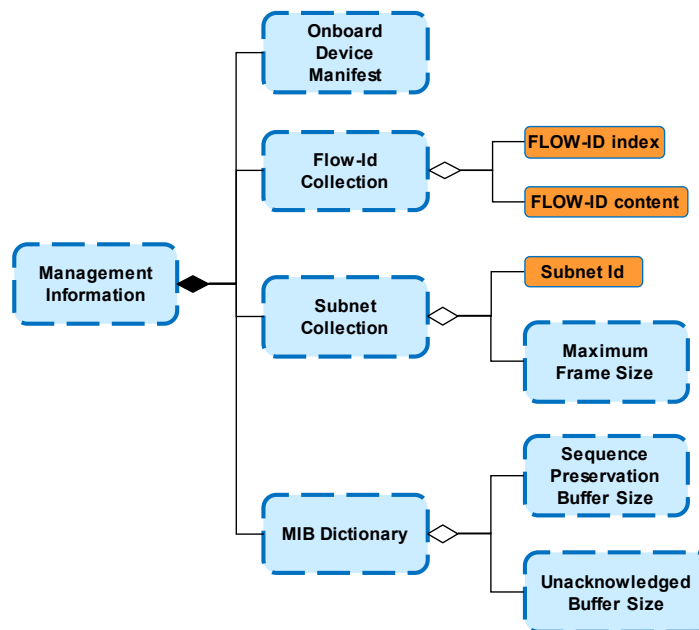 Onboard
Device
Manifest
Flow-Id
Collection
FLOW-ID index
FLOW-ID content
Management
Information
Subnet
Collection
Subnet Id
Maximum
Frame Size
MIB Dictionary
Sequence
Preservation
Buffer Size
Unacknowledged
Buffer Size